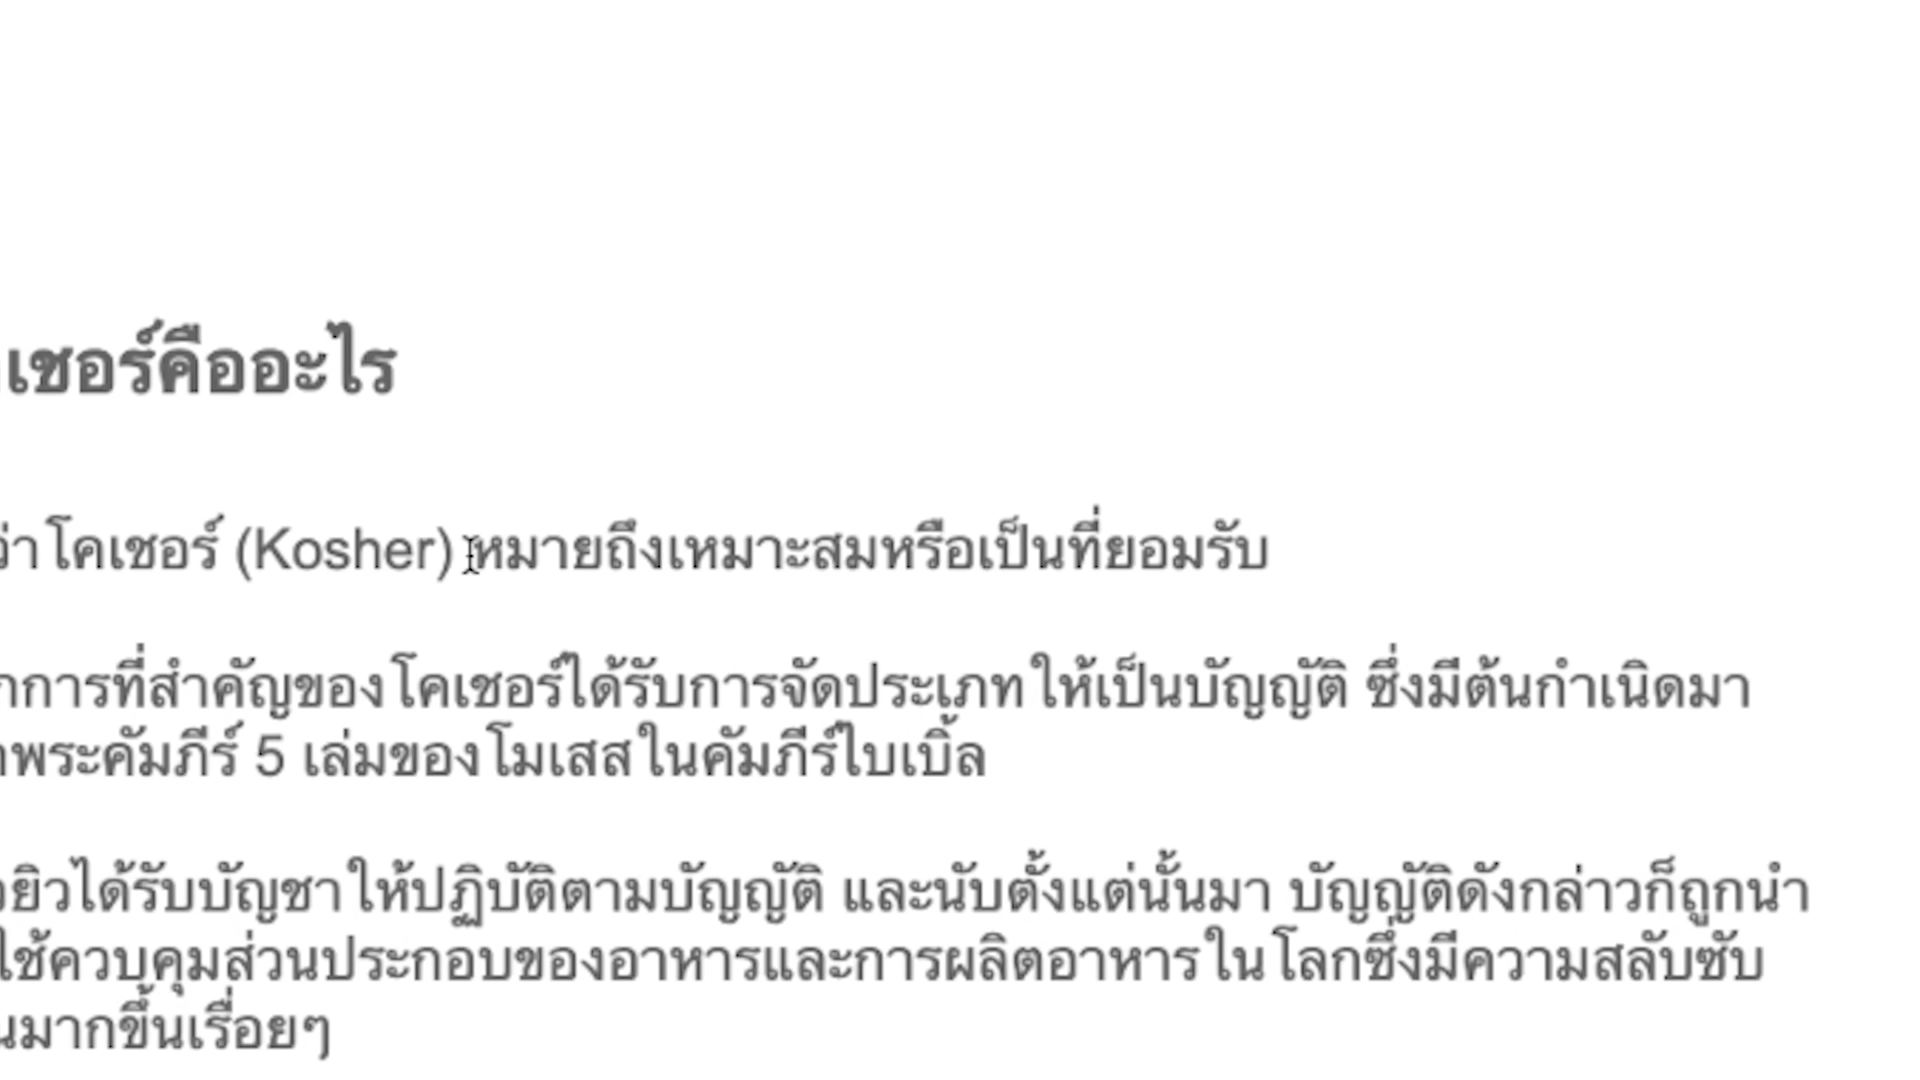 เชอร์คืออะไร
ว่าโคเชอร์ (Kosher) หมายถึงเหมาะสมหรือเป็นที่ยอมรับ
การที่สำคัญของโคเชอร์ได้รับการจัดประเภทให้เป็นบัญญัติ ซึ่งมีต้นกำเนิดมา
พระคัมภีร์ 5 เล่มของโมเสสในคัมภีร์ไบเบิ้ล
ยิวได้รับบัญชาให้ปฏิบัติตามบัญญัติ และนับตั้งแต่นั้นมา บัญญัติดังกล่าวก็ถูกนำ
ใช้ควบคุมส่วนประกอบของอาหารและการผลิตอาหารในโลกซึ่งมีความสลับซับ
มากขึ้นเรื่อยๆ